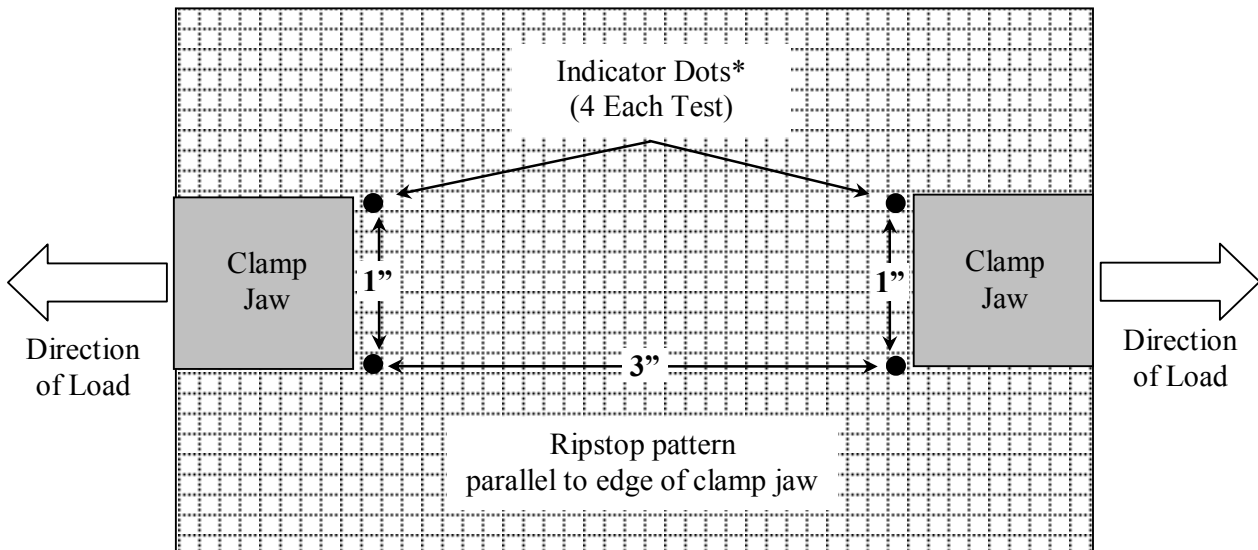 Indicator Dots*
(4 Each Test)
Clamp
Jaw
1”
1”
Clamp
Jaw
Direction
of Load
3”
Direction
of Load
Ripstop pattern
parallel to edge of clamp jaw